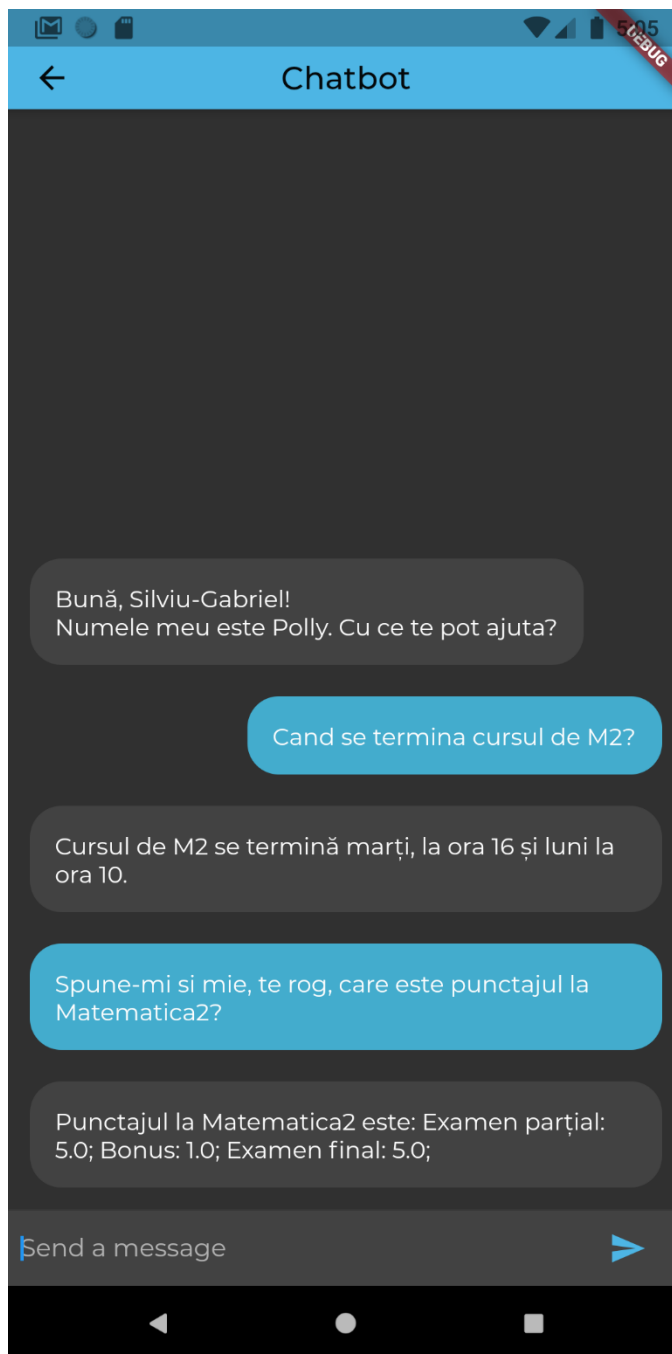 5:05
DEBUG
Chatbot
Bună, Silviu-Gabriel!
Numele meu este Polly. Cu ce te pot ajuta?
Cand se termina cursul de M2?
Cursul de M2 se termină marți, la ora 16 și luni la
ora 10.
Spune-mi si mie, te rog, care este punctajul la
Matematica2?
Punctajul la Matematica2 este: Examen parțial:
5.0; Bonus: 1.0; Examen final: 5.0;
Send a message